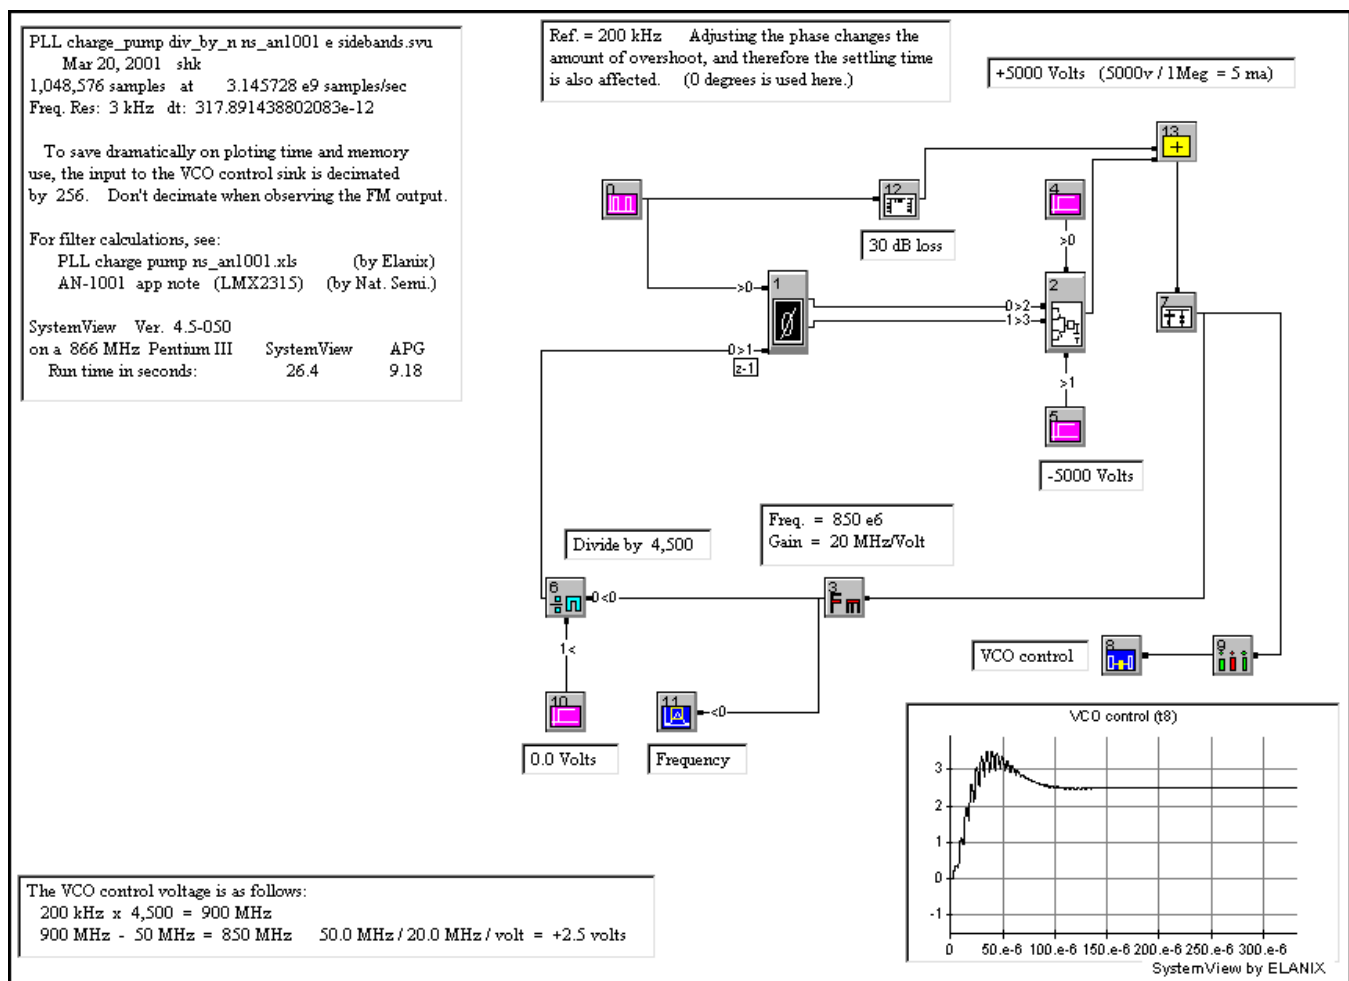 PLL charge_pump div_by_n ns_an1001 e sidebands.svu
Mar 20, 2001 shk
1,048,576 samples at 3.145728 e9 samples/sec
Freq. Res: 3 kHz dt: 317.891438802083e-12
To save dramatically on ploting time and memory
use, the input to the VCO control sink is decimated
by 256. Don't decimate when observing the FM output.
For filter calculations, see:
PLL charge pump ns_an1001.xls (by Elanix)
AN-1001 app note (LMX2315) (by Nat. Semi.)
SystemView Ver. 4.5-050
on a 866 MHz Pentium III SystemView APG
Run time in seconds: 26.4 9.18
Ref. = 200 kHz Adjusting the phase changes the
amount of overshoot, and therefore the settling time
is also affected. (0 degrees is used here.)
+5000 Volts (5000v / 1Meg = 5 ma)
13
0
12
4
30 dB loss
>0
>0
1
2
0>2
1>3
7
0>1
z-1
>1
5
-5000 Volts
Freq. = 850 e6
Gain = 20 MHz/Volt
Divide by 4,500
6
0<0
3
Fm
1<
VCO control
8
9
10
11
<0
0.0 Volts
Frequency
VCO control (t8)
3
2
1
0
-1
0 50.e-6 100.e-6 150.e-6 200.e-6 250.e-6 300.e-6
SystemView by ELANIX
The VCO control voltage is as follows:
200 kHz x 4,500 = 900 MHz
900 MHz - 50 MHz = 850 MHz 50.0 MHz / 20.0 MHz / volt = +2.5 volts